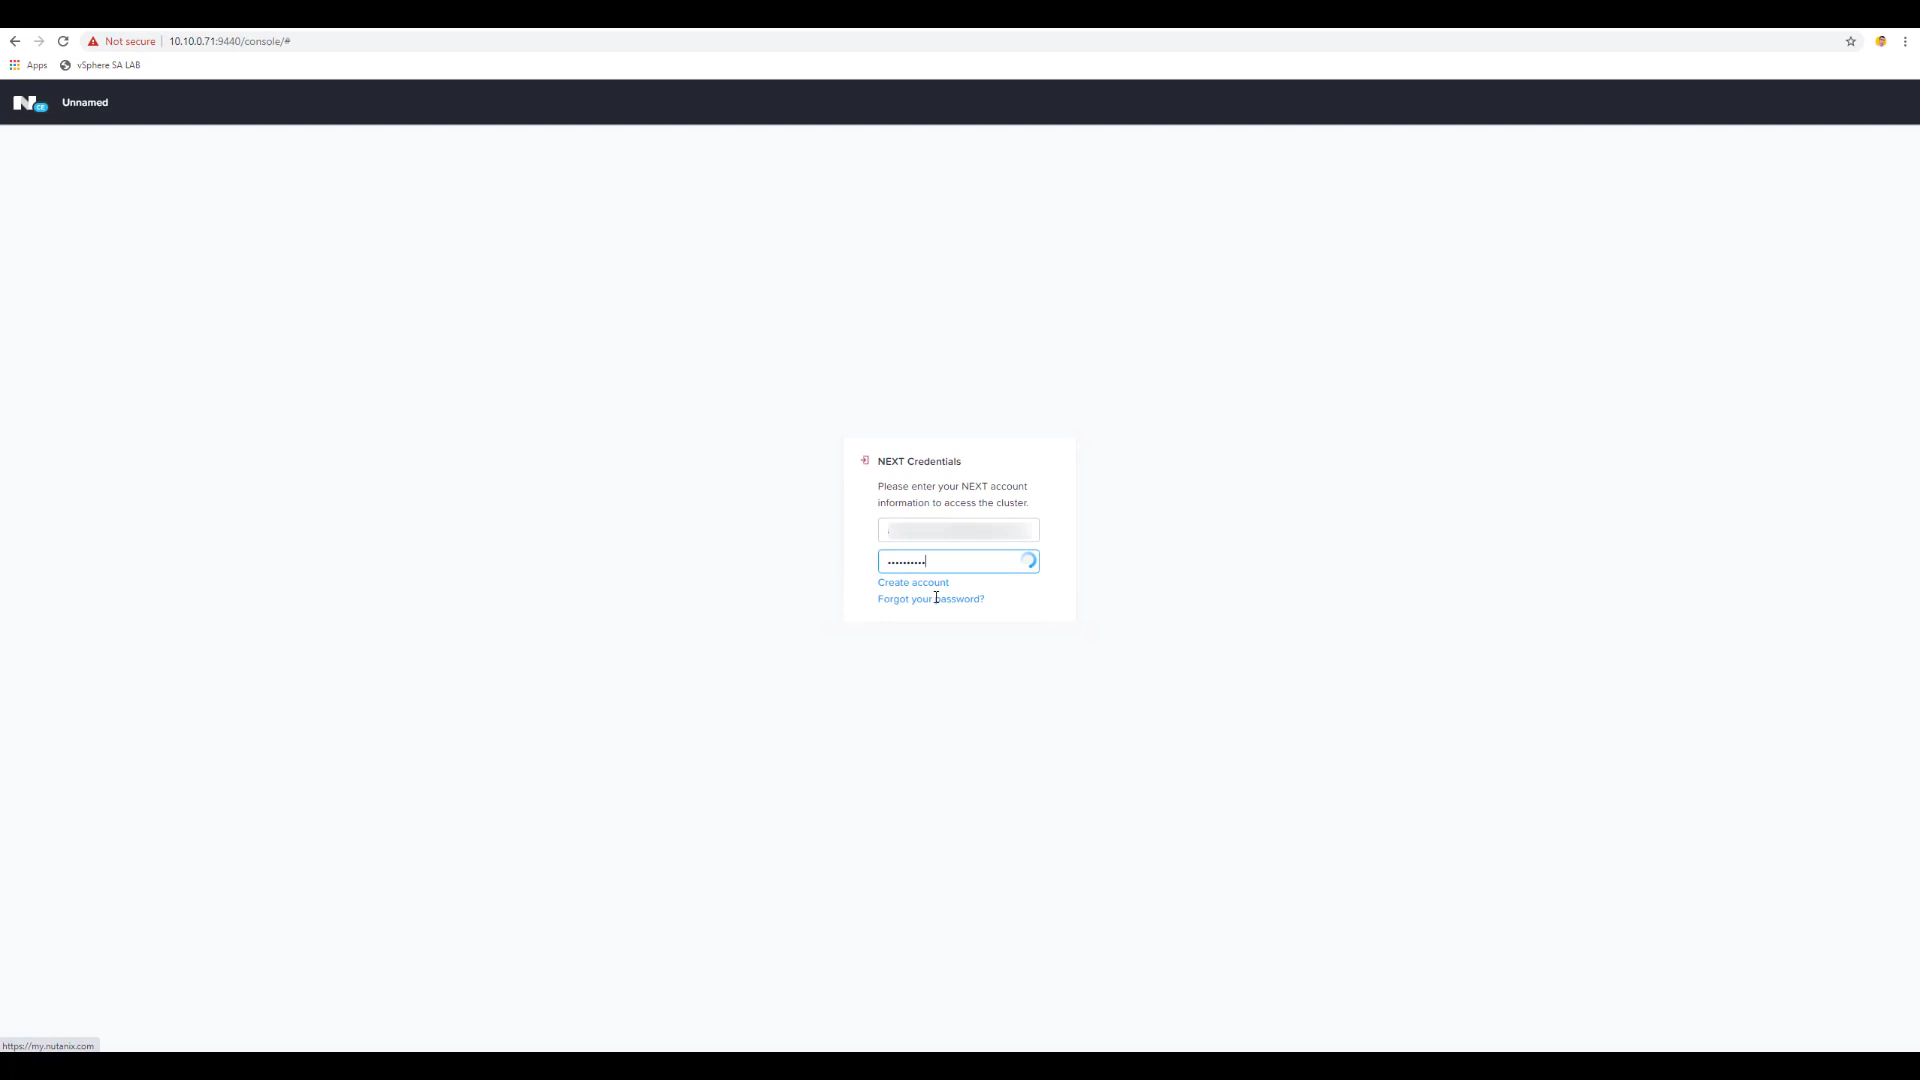 Not secure | 10.10.0.71:9440/console/#
Apps vSphere SA LAB
N CE Unnamed
NEXT Credentials
Please enter your NEXT account
information to access the cluster.
••••••••••
Create account
Forgot your password?
https://my.nutanix.com